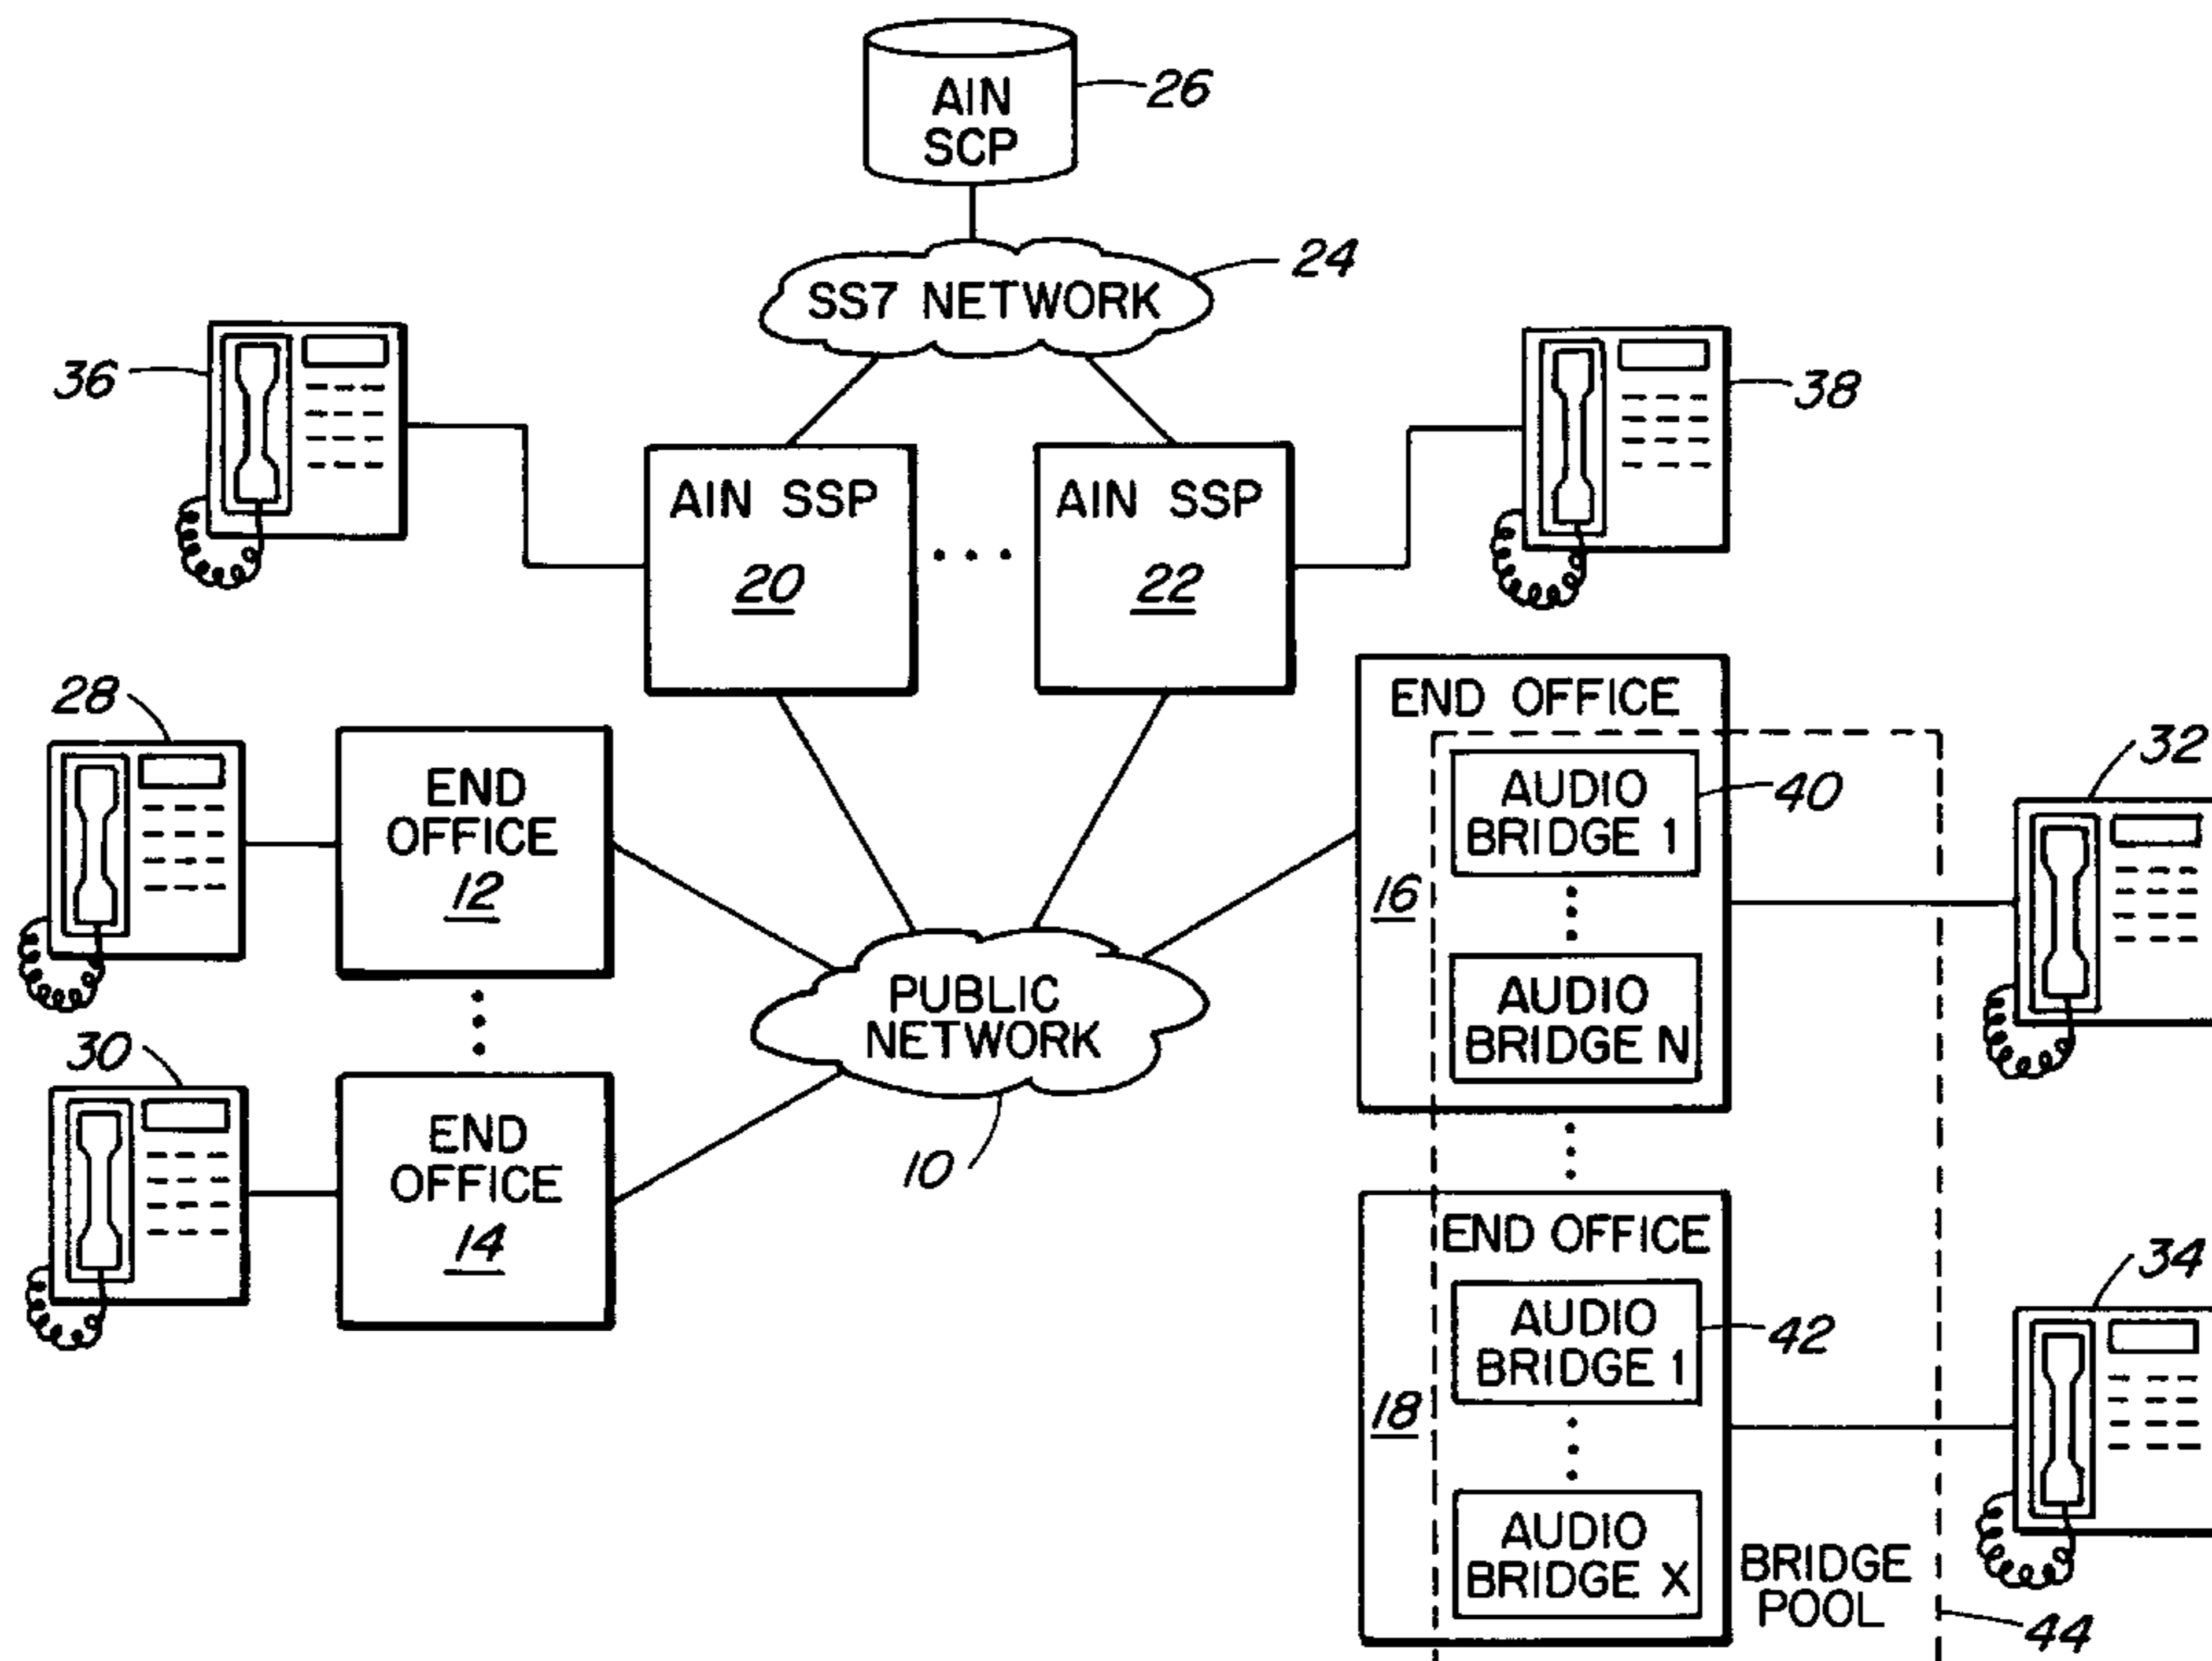 AIN
SCP
26
SS7 NETWORK
24
36
38
AIN SSP
20
AIN SSP
22
28
END
OFFICE
12
30
END
OFFICE
14
PUBLIC
NETWORK
10
END OFFICE
16
AUDIO
BRIDGE 1
40
AUDIO
BRIDGE N
32
END OFFICE
18
AUDIO
BRIDGE 1
42
AUDIO
BRIDGE X
BRIDGE
POOL
44
34